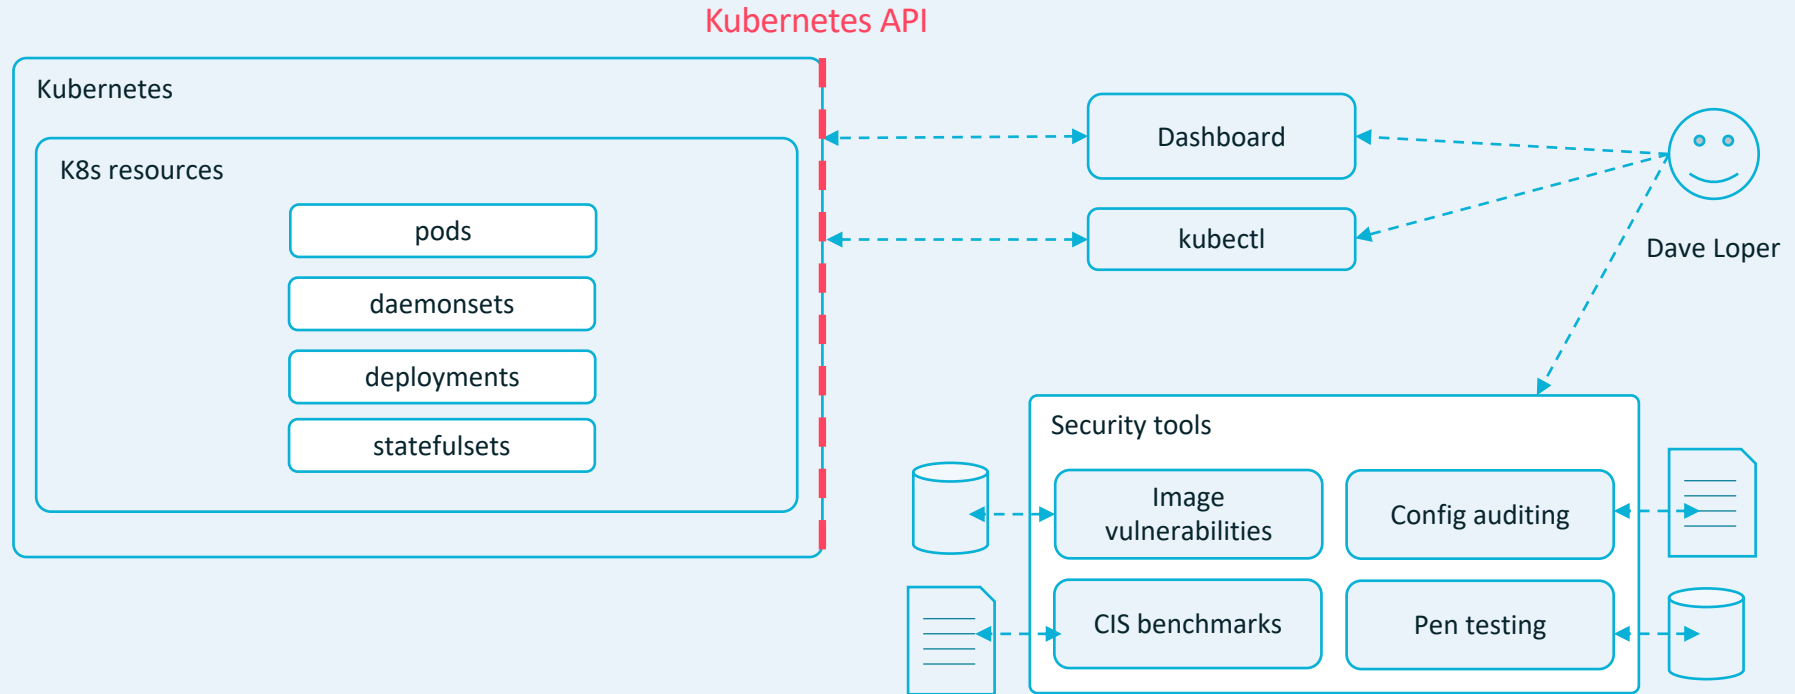 Kubernetes API
Kubernetes
K8s resources
pods
daemonsets
deployments
statefulsets
Dashboard
kubectl
Dave Loper
Security tools
Image
vulnerabilities
Config auditing
CIS benchmarks
Pen testing